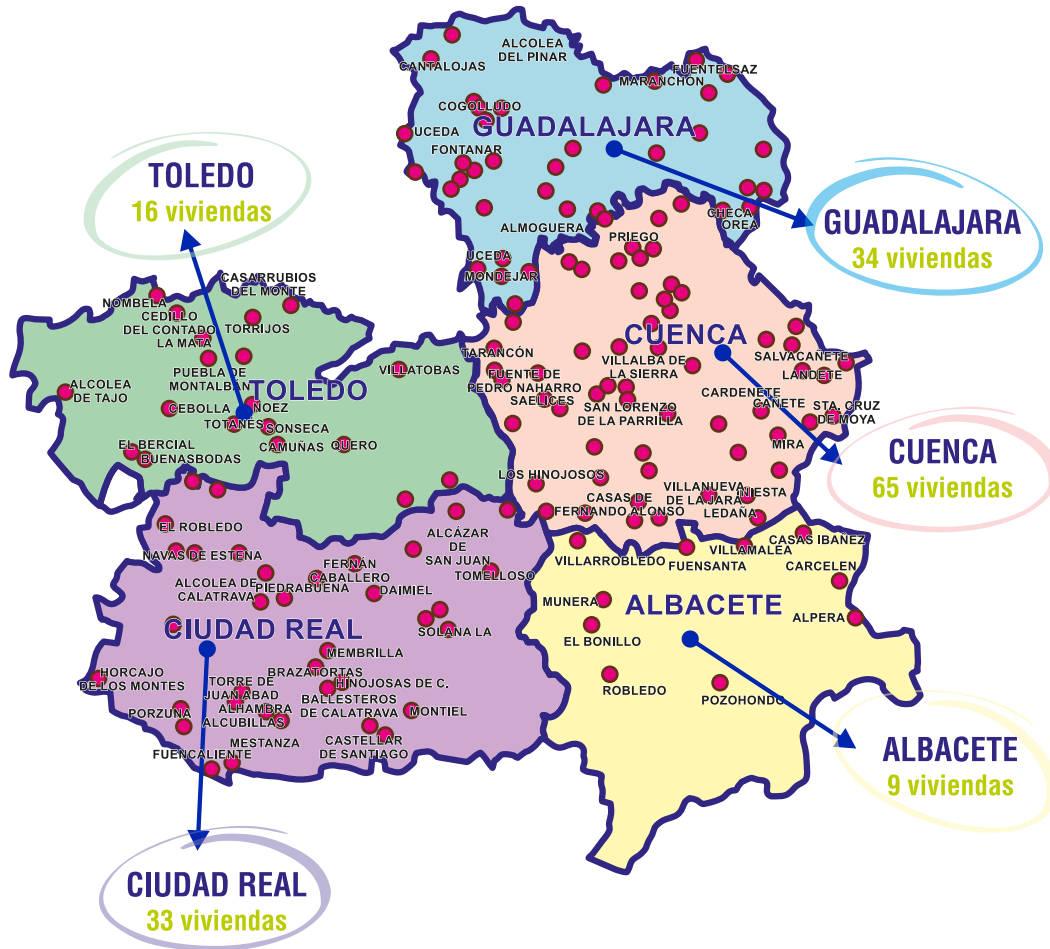 ALCOLEA
DEL PINAR
CANTALOJAS
FUENTELSAZ
MARANCHÓN
COGOLLUDO
GUADALAJARA
UCEDA
FONTANAR
TOLEDO
16 viviendas
CHECA
OREA
GUADALAJARA
34 viviendas
ALMOGUERA
PRIEGO
UCEDA
MONDEJAR
CASARRUBIOS
DEL MONTE
NOMBELA
CEDILLO
DEL CONTADO
TORRIJOS
LA MATA
CUENCA
TARANCÓN
VILLALBA DE
LA SIERRA
SALVACAÑETE
LANDETE
PUEBLA DE
MONTALBÁN
VILLATOBAS
FUENTE DE
PEDRO NAHARRO
SAELICES
ALCOLEA
DE TAJO
TOLEDO
CEBOLLA
ÑOEZ
TOTANÉS
SONSECA
CARDENETE
CAÑETE
SAN LORENZO
DE LA PARRILLA
STA. CRUZ
DE MOYA
EL BERCIAL
BUENASBODAS
CAMUÑAS
QUERO
MIRA
CUENCA
65 viviendas
LOS HINOJOSOS
VILLANUEVA
DE LA JARA
INIESTA
CASAS DE
FERNANDO ALONSO
LEDAÑA
EL ROBLEDO
ALCÁZAR
DE
SAN JUAN
CASAS IBAÑEZ
NAVAS DE ESTENA
FERNÁN
CABALLERO
VILLARROBLEDO
VILLAMALEA
FUENSANTA
TOMELLOSO
CARCELEN
ALCOLEA DE
CALATRAVA
PIEDRABUENA
DAIMIEL
MUNERA
ALBACETE
ALPERA
CIUDAD REAL
SOLANA LA
EL BONILLO
MEMBRILLA
HORCAJO
DE LOS MONTES
BRAZATORTAS
TORRE DE
JUAN ABAD
HINOJOSAS DE C.
ROBLEDO
POZOHONDO
PORZUNA
ALHAMBRA
ALCUBILLAS
BALLESTEROS
DE CALATRAVA
MONTIEL
MESTANZA
FUENCALIENTE
CASTELLAR
DE SANTIAGO
ALBACETE
9 viviendas
CIUDAD REAL
33 viviendas